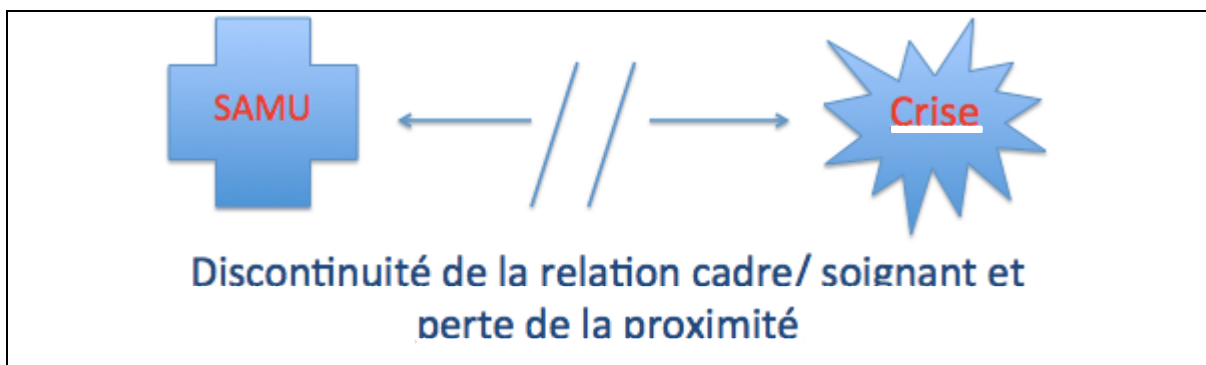 SAMU
Crise
Discontinuité de la relation cadre/ soignant et
perte de la proximité